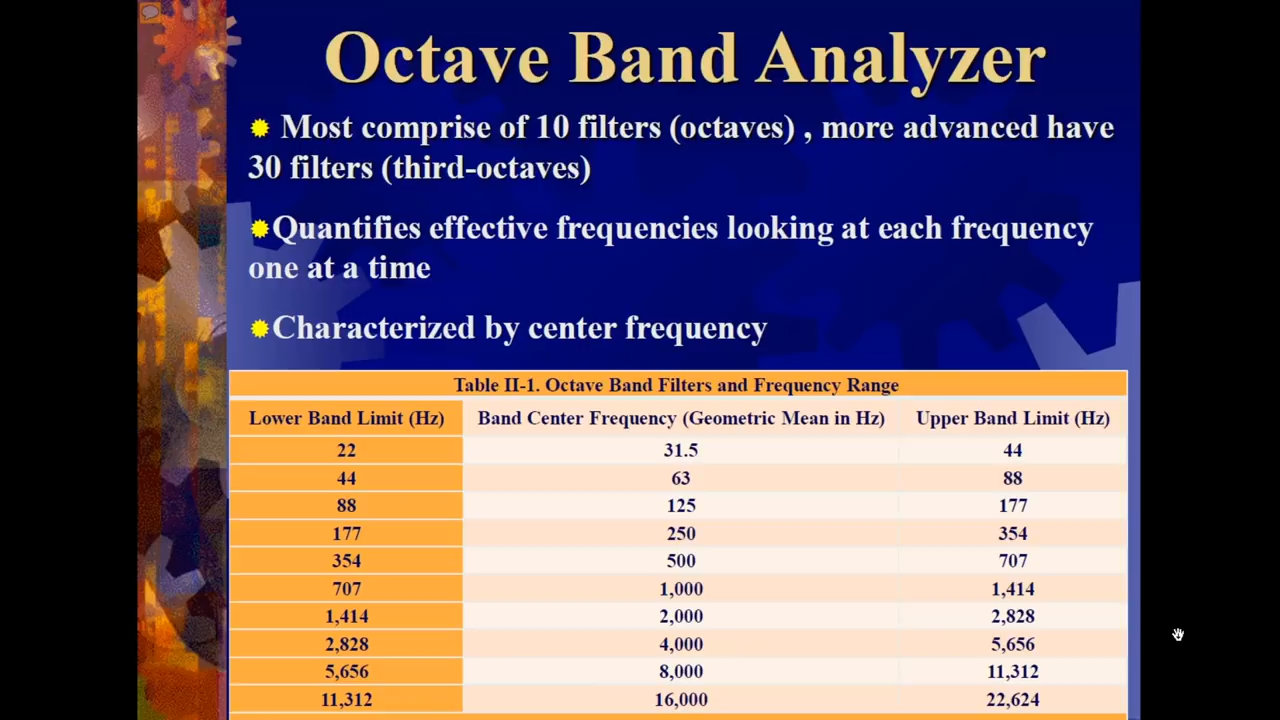 Octave Band Analyzer
Most comprise of 10 filters (octaves) , more advanced have
30 filters (third-octaves)
Quantifies effective frequencies looking at each frequency
one at a time
Characterized by center frequency
Table II-1. Octave Band Filters and Frequency Range
Lower Band Limit (Hz) Band Center Frequency (Geometric Mean in Hz) Upper Band Limit (Hz)
22 31.5 44
44 63 88
88 125 177
177 250 354
354 500 707
707 1,000 1,414
1,414 2,000 2,828
2,828 4,000 5,656
5,656 8,000 11,312
11,312 16,000 22,624